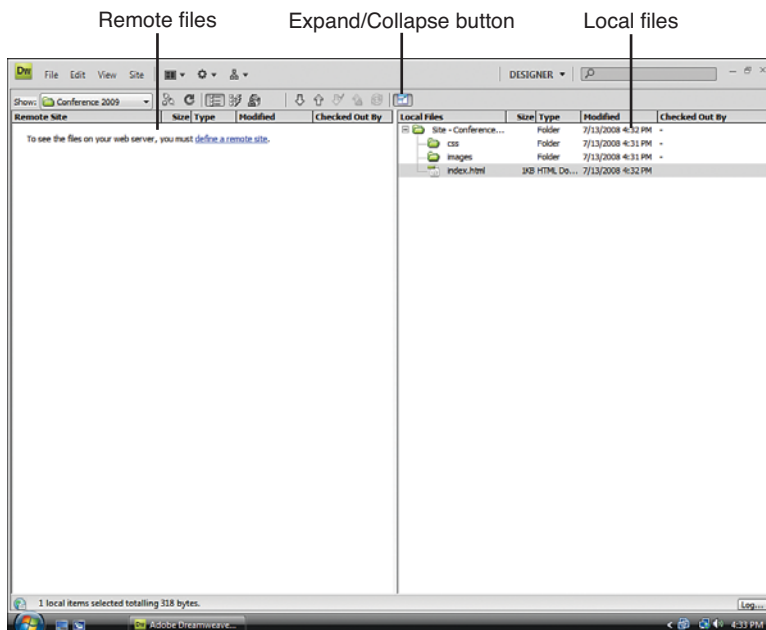 Remote files Expand/Collapse button Local files
Dw File Edit View Site DESIGNER
Show: Conference 2009
Remote Site Size Type Modified Checked Out By Local Files Size Type Modified Checked Out By
To see the files on your web server, you must define a remote site.
Site - Conference... Folder 7/13/2008 4:32 PM -
css Folder 7/13/2008 4:31 PM -
images Folder 7/13/2008 4:31 PM -
index.html 1KB HTML Do... 7/13/2008 4:32 PM
1 local items selected totalling 318 bytes. Log...
Dw Adobe Dreamweave... 4:33 PM